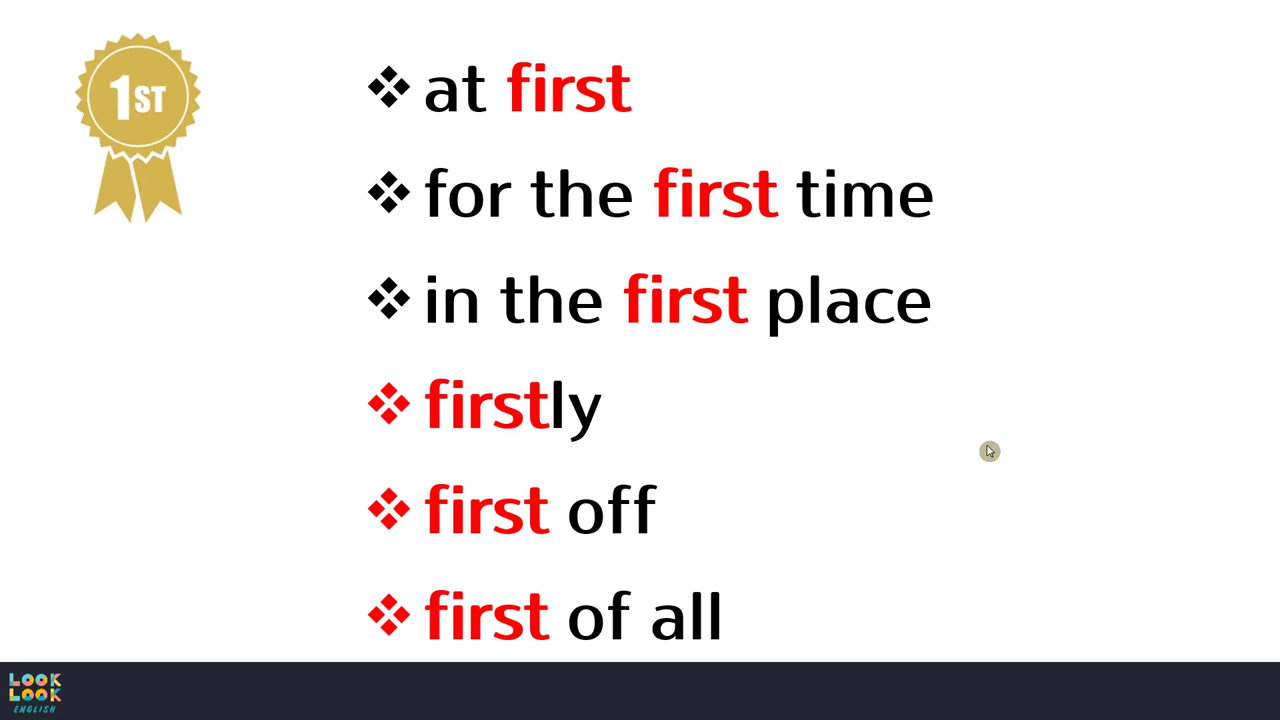 1ST
❖ at first
❖ for the first time
❖ in the first place
❖ firstly
❖ first off
❖ first of all
LOOK
LOOK
ENGLISH